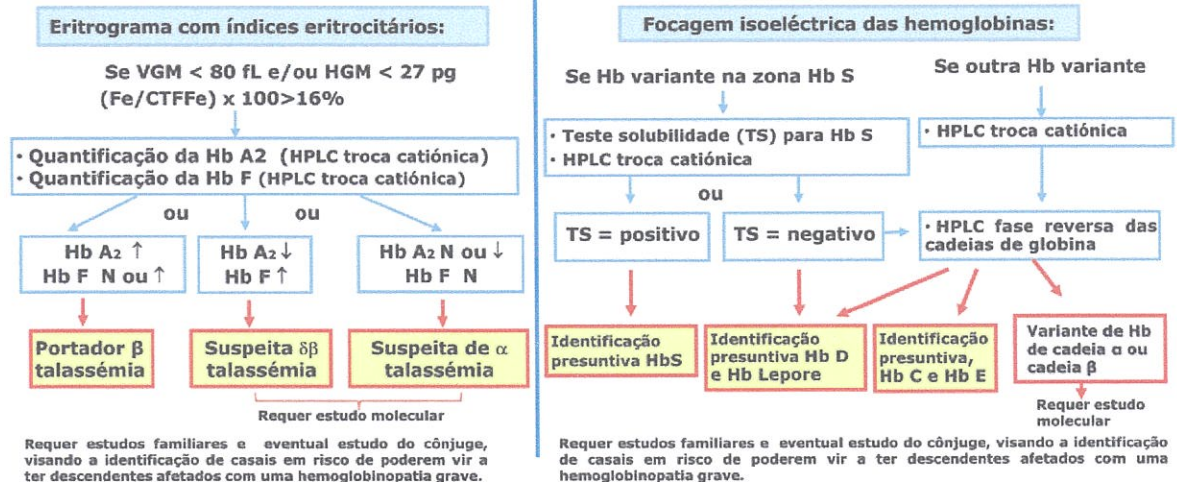 Eritrograma com índices eritrocitários:
Se VGM < 80 fL e/ou HGM < 27 pg
(Fe/CTFFe) x 100>16%
· Quantificação da Hb A2 (HPLC troca catiónica)
· Quantificação da Hb F (HPLC troca catiónica)
ou
ou
Hb A2 ↑
Hb F N ou ↑
Hb A2 ↓
Hb F ↑
Hb A2 N ou ↓
Hb F N
Portador β
talassémia
Suspeita δβ
talassémia
Suspeita de α
talassémia
Requer estudo molecular
Requer estudos familiares e eventual estudo do cônjuge,
visando a identificação de casais em risco de poderem vir a
ter descendentes afetados com uma hemoglobinopatia grave.
Focagem isoeléctrica das hemoglobinas:
Se Hb variante na zona Hb S
Se outra Hb variante
· Teste solubilidade (TS) para Hb S
· HPLC troca catiónica
· HPLC troca catiónica
ou
TS = positivo
TS = negativo
· HPLC fase reversa das
cadeias de globina
Identificação
presuntiva HbS
Identificação
presuntiva Hb D
e Hb Lepore
Identificação
presuntiva,
Hb C e Hb E
Variante de Hb
de cadeia α ou
cadeia β
Requer estudo
molecular
Requer estudos familiares e eventual estudo do cônjuge, visando a identificação
de casais em risco de poderem vir a ter descendentes afetados com uma
hemoglobinopatia grave.